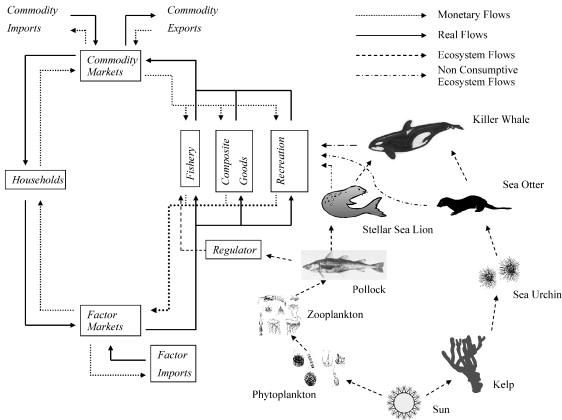 Commodity
Imports
Commodity
Exports
Monetary Flows
Real Flows
Ecosystem Flows
Non Consumptive
Ecosystem Flows
Commodity
Markets
Killer Whale
Households
Fishery
Composite
Goods
Recreation
Sea Otter
Stellar Sea Lion
Regulator
Pollock
Sea Urchin
Zooplankton
Factor
Markets
Factor
Imports
Phytoplankton
Kelp
Sun